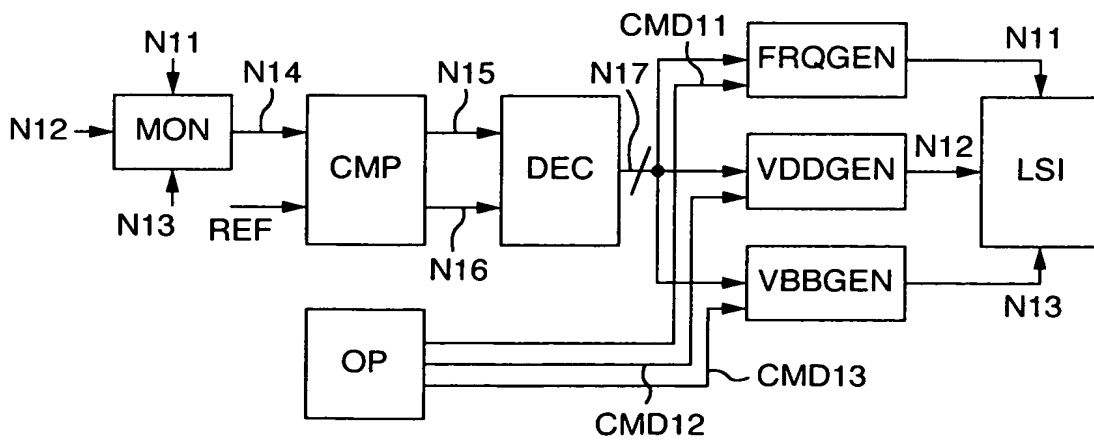 CMD11
N11
N14
N15
N17
FRQGEN
N11
N12
MON
CMP
DEC
VDDGEN
N12
LSI
N13
REF
N16
VBBGEN
N13
OP
CMD12
CMD13